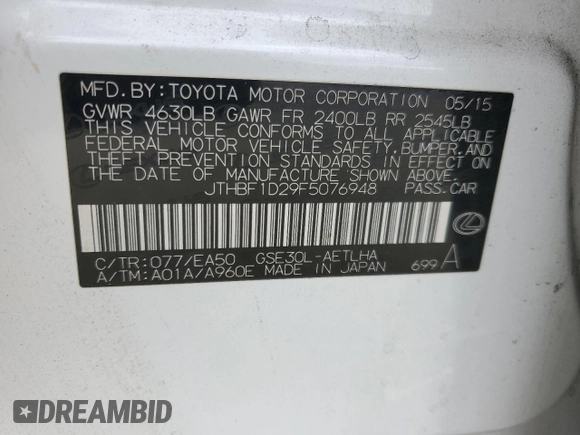 MFD. BY: TOYOTA MOTOR CORPORATION 05/15
GVWR 4630LB GAWR FR 2400LB RR 2545LB
THIS VEHICLE CONFORMS TO ALL APPLICABLE
FEDERAL MOTOR VEHICLE SAFETY, BUMPER, AND
THEFT PREVENTION STANDARDS IN EFFECT ON
THE DATE OF MANUFACTURE SHOWN ABOVE.
JTHBF1D29F5076948 PASS. CAR
C/TR: 077/EA50 GSE30L-AETLHA
A/TM: A01A/A960E MADE IN JAPAN 699 A
DREAMBID